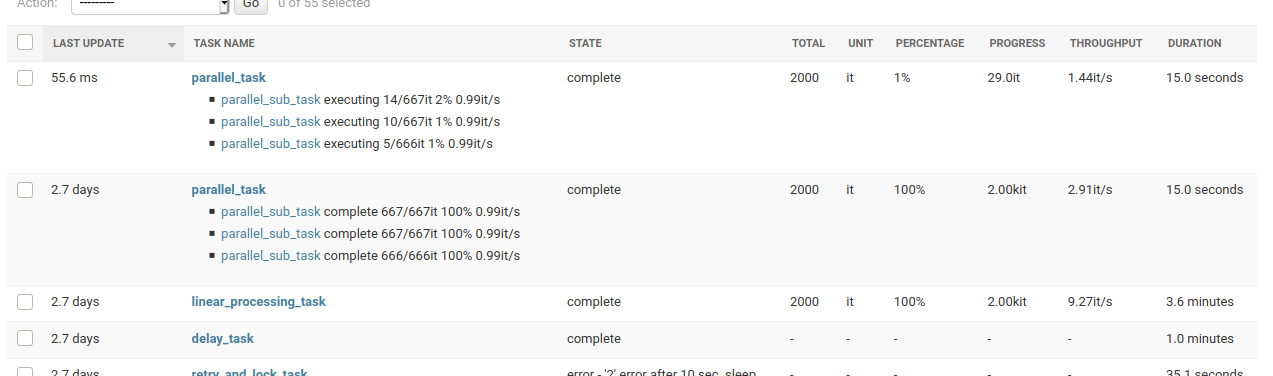 Action: --------- Go 0 of 55 selected
LAST UPDATE TASK NAME STATE TOTAL UNIT PERCENTAGE PROGRESS THROUGHPUT DURATION
55.6 ms parallel_task complete 2000 it 1% 29.0it 1.44it/s 15.0 seconds
parallel_sub_task executing 14/667it 2% 0.99it/s
parallel_sub_task executing 10/667it 1% 0.99it/s
parallel_sub_task executing 5/666it 1% 0.99it/s
2.7 days parallel_task complete 2000 it 100% 2.00kit 2.91it/s 15.0 seconds
parallel_sub_task complete 667/667it 100% 0.99it/s
parallel_sub_task complete 667/667it 100% 0.99it/s
parallel_sub_task complete 666/666it 100% 0.99it/s
2.7 days linear_processing_task complete 2000 it 100% 2.00kit 9.27it/s 3.6 minutes
2.7 days delay_task complete - - - - - 1.0 minutes
2.7 days retry_and_lock_task error - '2' error after 10 sec. sleep 35.1 seconds